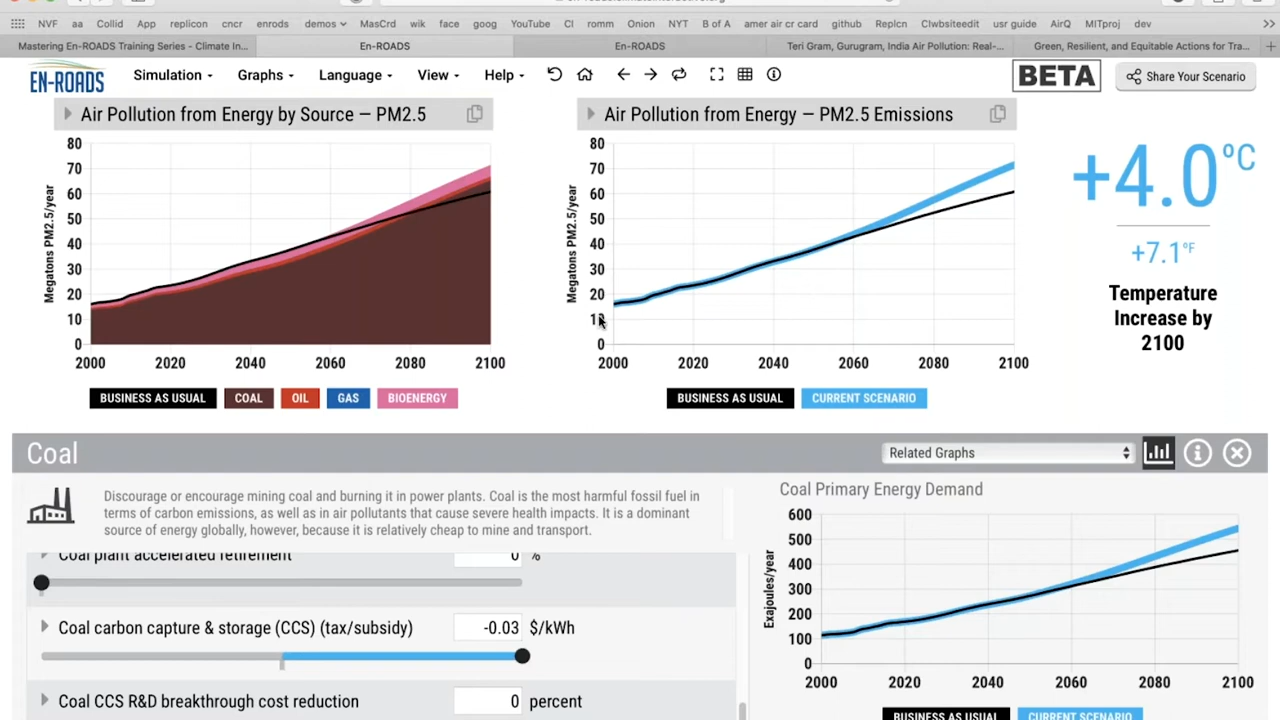 NVF aa Collid App replicon cncr enrods demos MasCrd wik face goog YouTube CI romm Onion NYT B of A amer air cr card github Replcn Clwbsiteedit usr guide AirQ MITproj dev
Mastering En-ROADS Training Series - Climate In... En-ROADS En-ROADS Teri Gram, Gurugram, India Air Pollution: Real-... Green, Resilient, and Equitable Actions for Tra...
EN-ROADS Simulation Graphs Language View Help BETA Share Your Scenario
Air Pollution from Energy by Source – PM2.5
Megatons PM2.5/year
80
70
60
50
40
30
20
10
0
2000 2020 2040 2060 2080 2100
BUSINESS AS USUAL COAL OIL GAS BIOENERGY
Air Pollution from Energy – PM2.5 Emissions
Megatons PM2.5/year
80
70
60
50
40
30
20
10
0
2000 2020 2040 2060 2080 2100
BUSINESS AS USUAL CURRENT SCENARIO
+4.0°C
+7.1°F
Temperature
Increase by
2100
Coal Related Graphs
Discourage or encourage mining coal and burning it in power plants. Coal is the most harmful fossil fuel in
terms of carbon emissions, as well as in air pollutants that cause severe health impacts. It is a dominant
source of energy globally, however, because it is relatively cheap to mine and transport.
Coal plant accelerated retirement 0 %
Coal carbon capture & storage (CCS) (tax/subsidy) -0.03 $/kWh
Coal CCS R&D breakthrough cost reduction 0 percent
Coal Primary Energy Demand
Exajoules/year
600
500
400
300
200
100
0
2000 2020 2040 2060 2080 2100
BUSINESS AS USUAL CURRENT SCENARIO